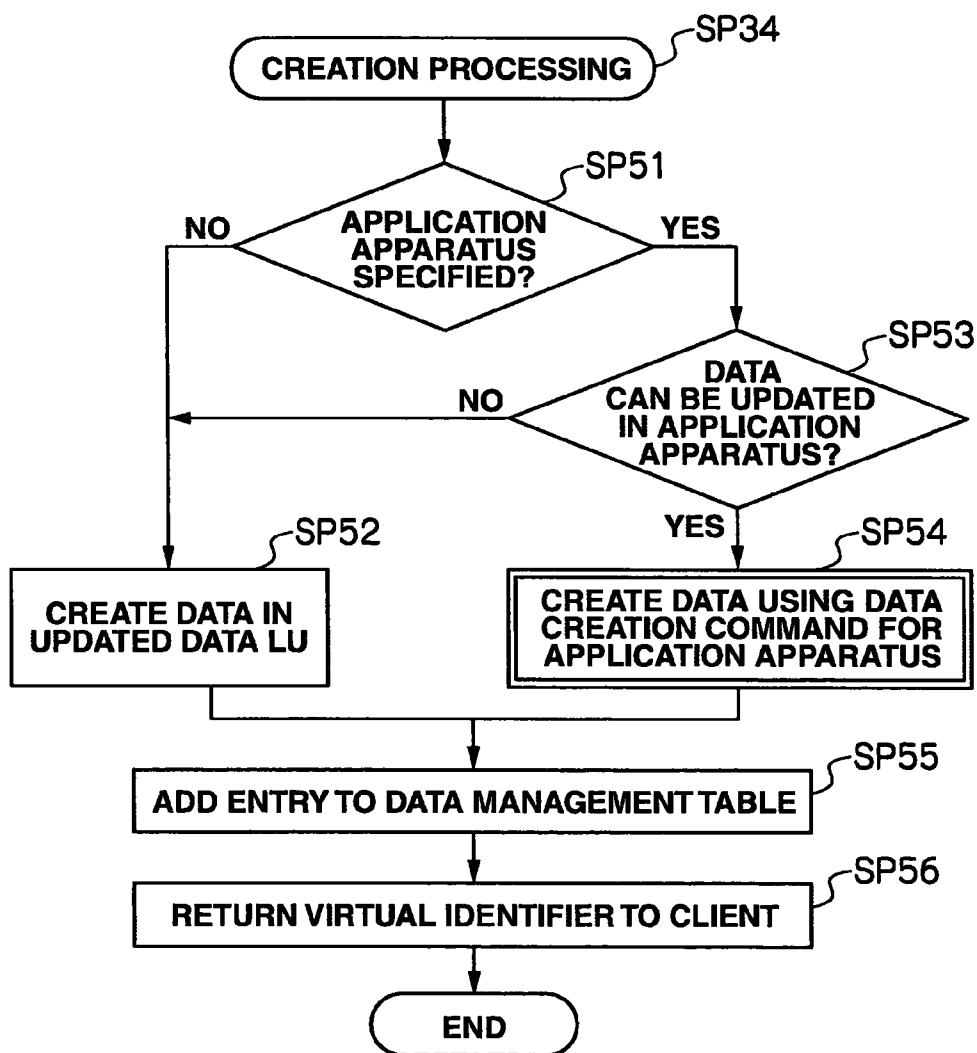 SP34
CREATION PROCESSING
SP51
APPLICATION
APPARATUS
SPECIFIED?
NO
YES
SP53
DATA
CAN BE UPDATED
IN APPLICATION
APPARATUS?
NO
YES
SP52
CREATE DATA IN
UPDATED DATA LU
SP54
CREATE DATA USING DATA
CREATION COMMAND FOR
APPLICATION APPARATUS
SP55
ADD ENTRY TO DATA MANAGEMENT TABLE
SP56
RETURN VIRTUAL IDENTIFIER TO CLIENT
END